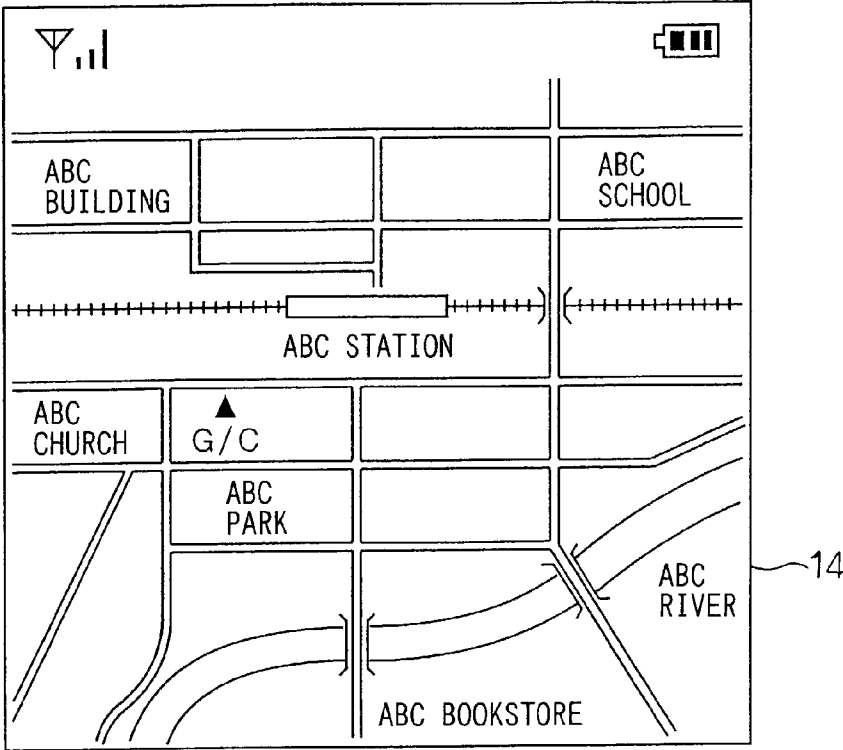 ABC
BUILDING
ABC
SCHOOL
ABC STATION
ABC
CHURCH
G/C
ABC
PARK
ABC
RIVER
14
ABC BOOKSTORE